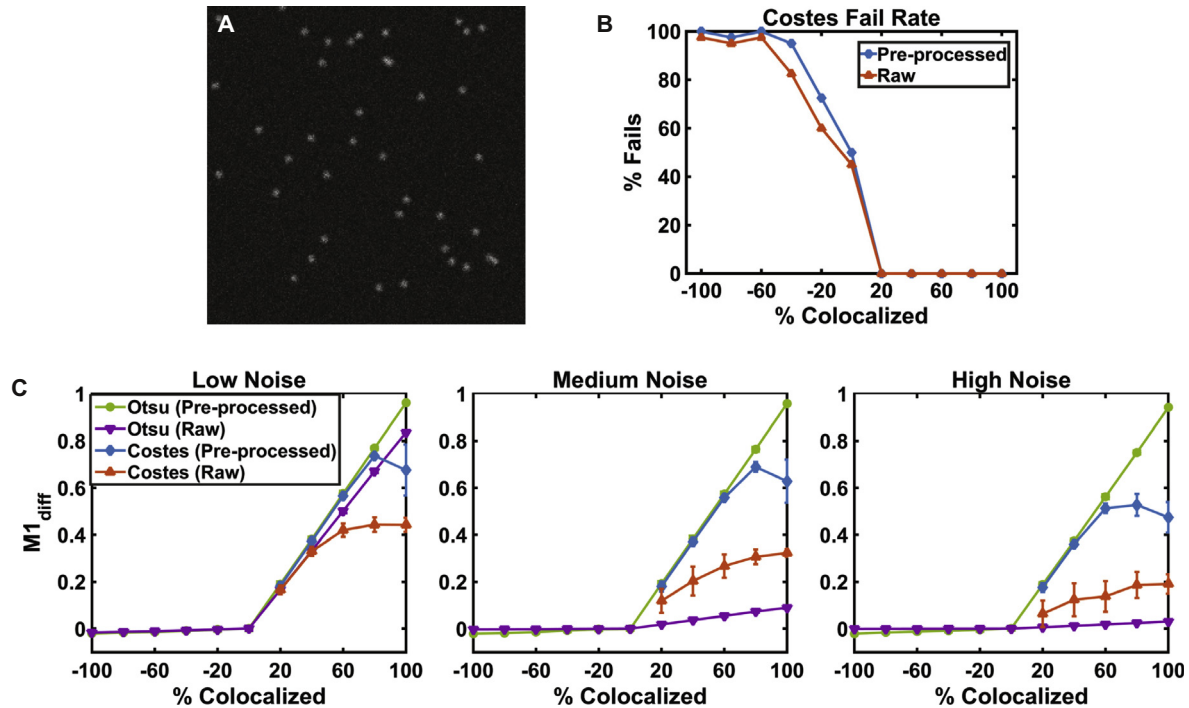 A
B
Costes Fail Rate
Pre-processed
Raw
% Fails
100
80
60
40
20
0
-100 -60 -20 20 60 100
% Colocalized
C
Low Noise
Otsu (Pre-processed)
Otsu (Raw)
Costes (Pre-processed)
Costes (Raw)
M1diff
1
0.8
0.6
0.4
0.2
0
-100 -60 -20 20 60 100
% Colocalized
Medium Noise
1
0.8
0.6
0.4
0.2
0
-100 -60 -20 20 60 100
% Colocalized
High Noise
1
0.8
0.6
0.4
0.2
0
-100 -60 -20 20 60 100
% Colocalized